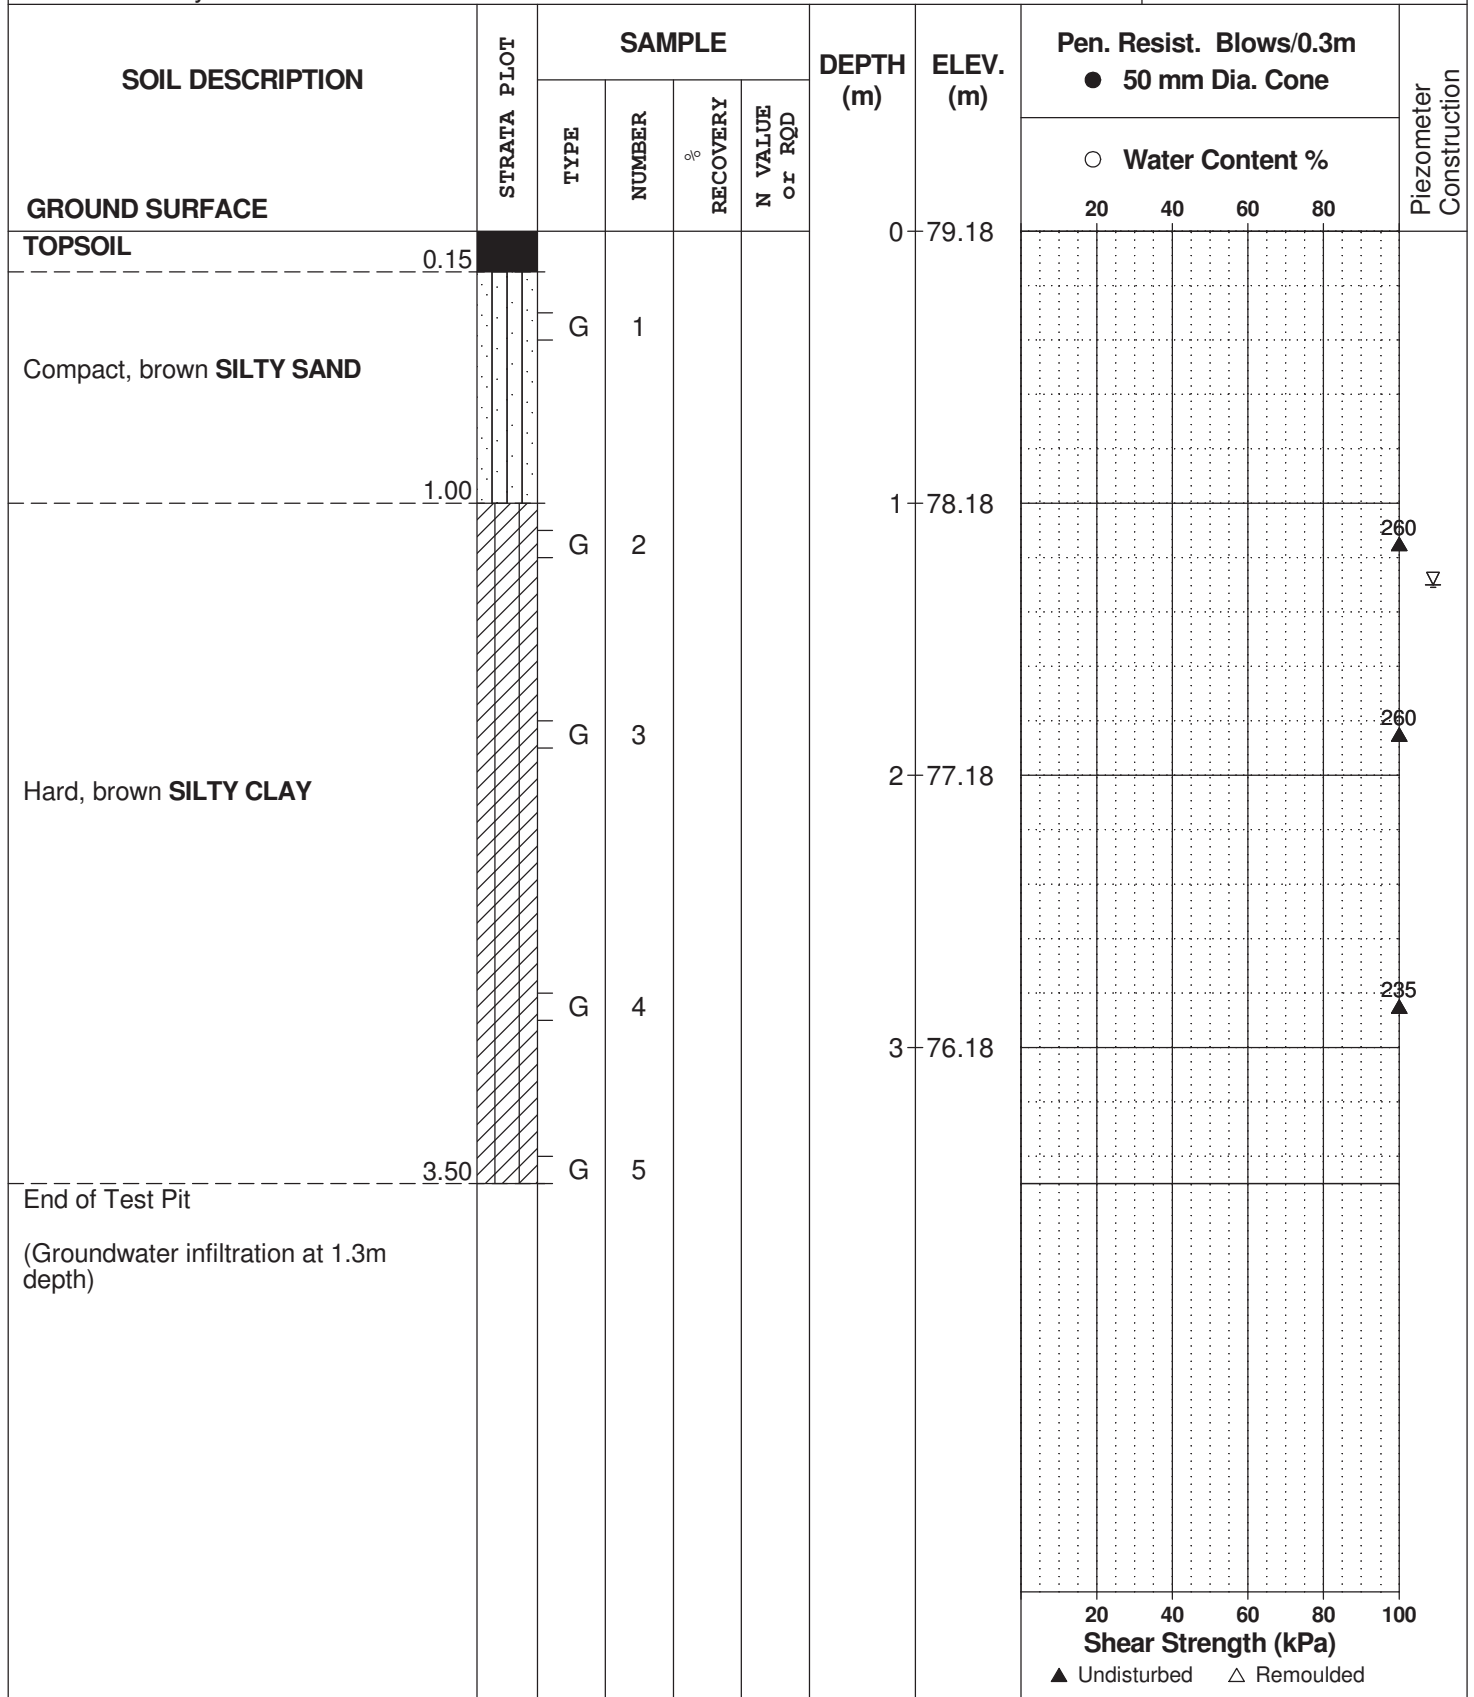 SOIL DESCRIPTION
GROUND SURFACE
STRATA PLOT
SAMPLE
TYPE
NUMBER
%
RECOVERY
N VALUE
or RQD
DEPTH
(m)
ELEV.
(m)
Pen. Resist. Blows/0.3m
● 50 mm Dia. Cone
○ Water Content %
20 40 60 80
Piezometer
Construction
TOPSOIL
0.15
0 79.18
G 1
Compact, brown SILTY SAND
1.00
1 78.18
G 2
260
G 3
260
2 77.18
Hard, brown SILTY CLAY
G 4
235
3 76.18
G 5
3.50
End of Test Pit
(Groundwater infiltration at 1.3m
depth)
20 40 60 80 100
Shear Strength (kPa)
▲ Undisturbed △ Remoulded